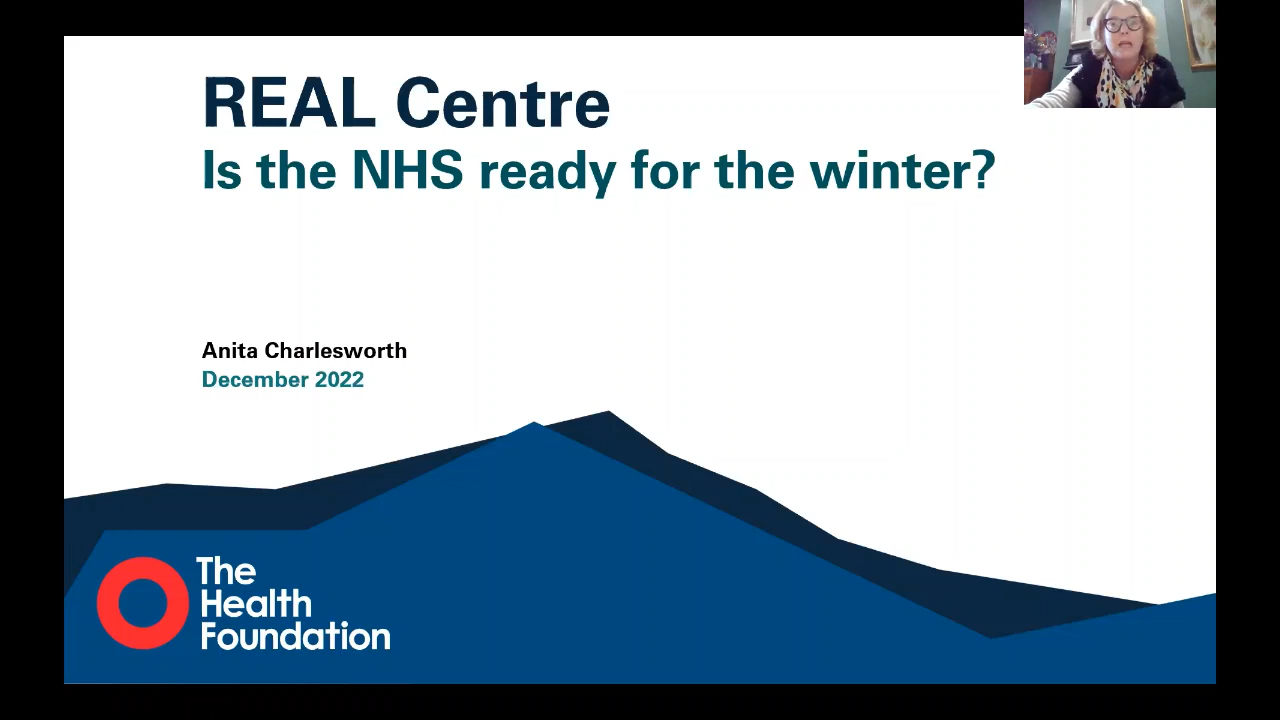 REAL Centre
Is the NHS ready for the winter?
Anita Charlesworth
December 2022
The
Health
Foundation